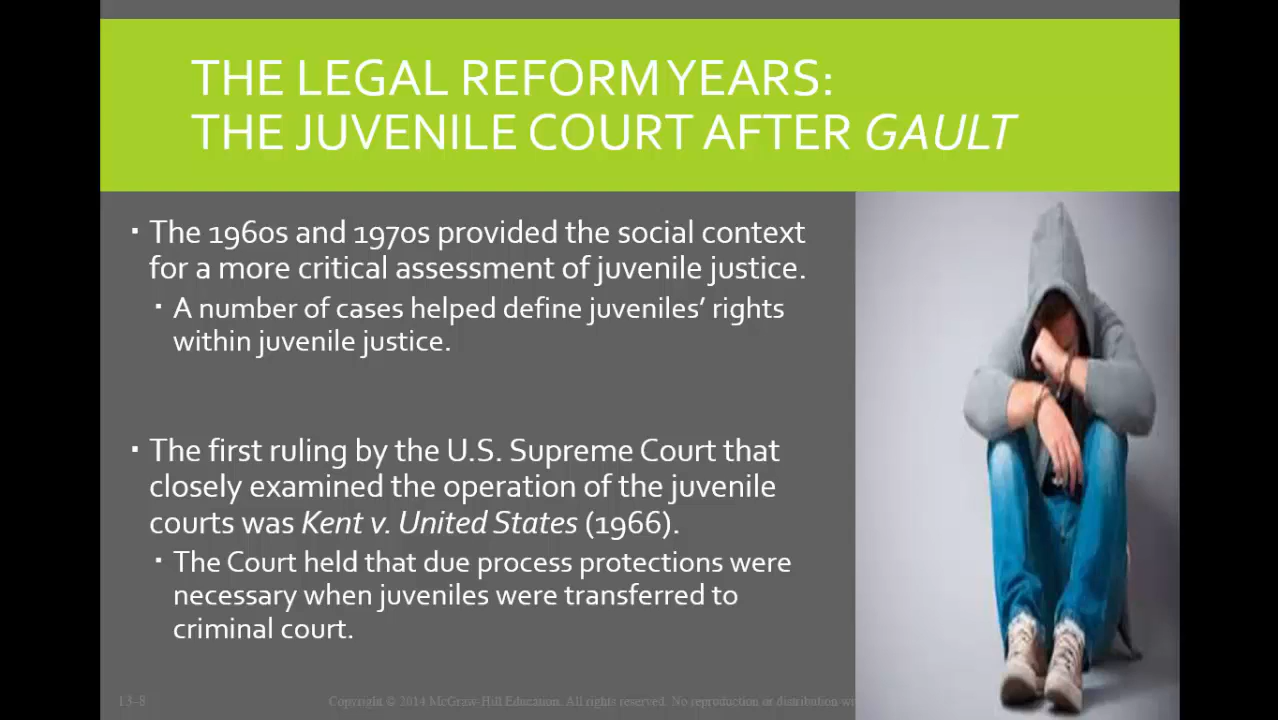 THE LEGAL REFORM YEARS:
THE JUVENILE COURT AFTER GAULT
▪ The 1960s and 1970s provided the social context
for a more critical assessment of juvenile justice.
▪ A number of cases helped define juveniles’ rights
within juvenile justice.
▪ The first ruling by the U.S. Supreme Court that
closely examined the operation of the juvenile
courts was Kent v. United States (1966).
▪ The Court held that due process protections were
necessary when juveniles were transferred to
criminal court.
13-8
Copyright © 2014 McGraw-Hill Education. All rights reserved. No reproduction or distribution